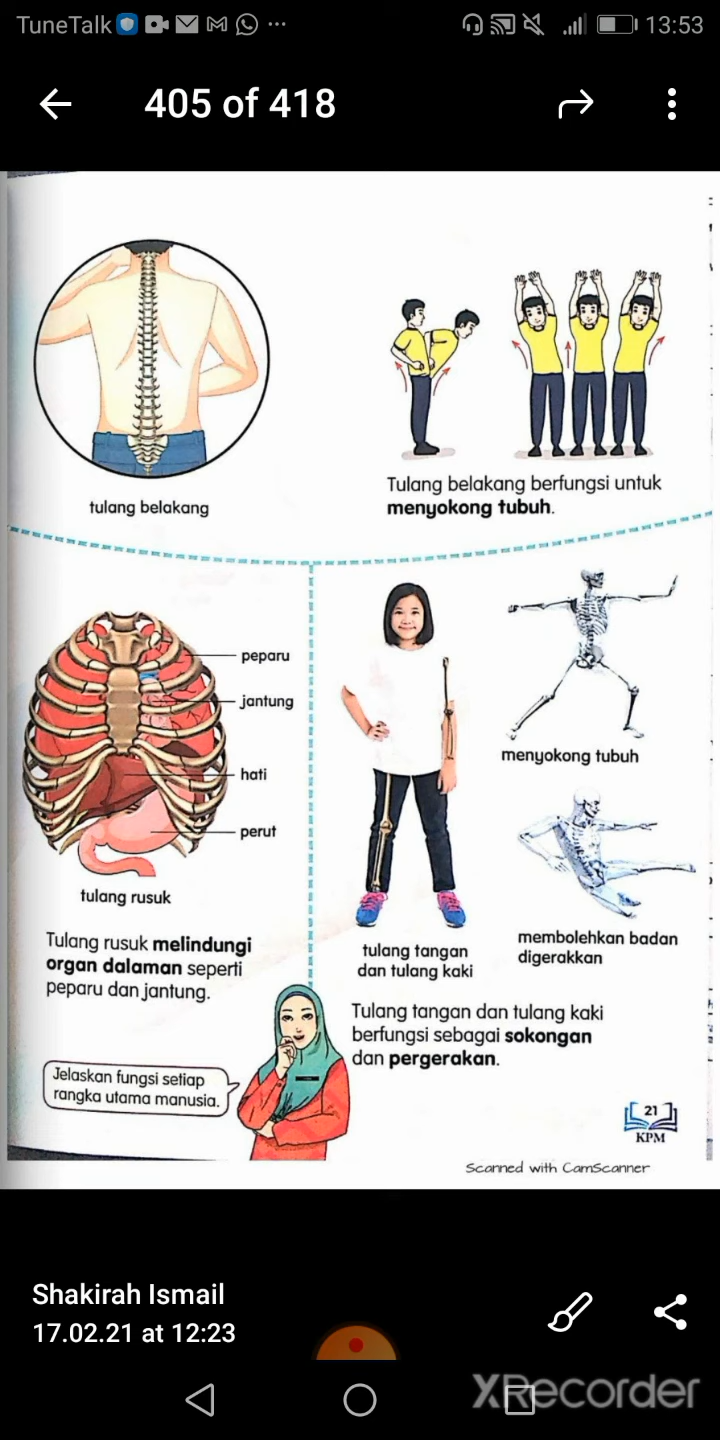 TuneTalk
13:53
405 of 418
tulang belakang
Tulang belakang berfungsi untuk
menyokong tubuh.
peparu
jantung
hati
perut
tulang rusuk
Tulang rusuk melindungi
organ dalaman seperti
peparu dan jantung.
Jelaskan fungsi setiap
rangka utama manusia.
tulang tangan
dan tulang kaki
menyokong tubuh
membolehkan badan
digerakkan
Tulang tangan dan tulang kaki
berfungsi sebagai sokongan
dan pergerakan.
21
KPM
Scanned with CamScanner
Shakirah Ismail
17.02.21 at 12:23
XRecorder